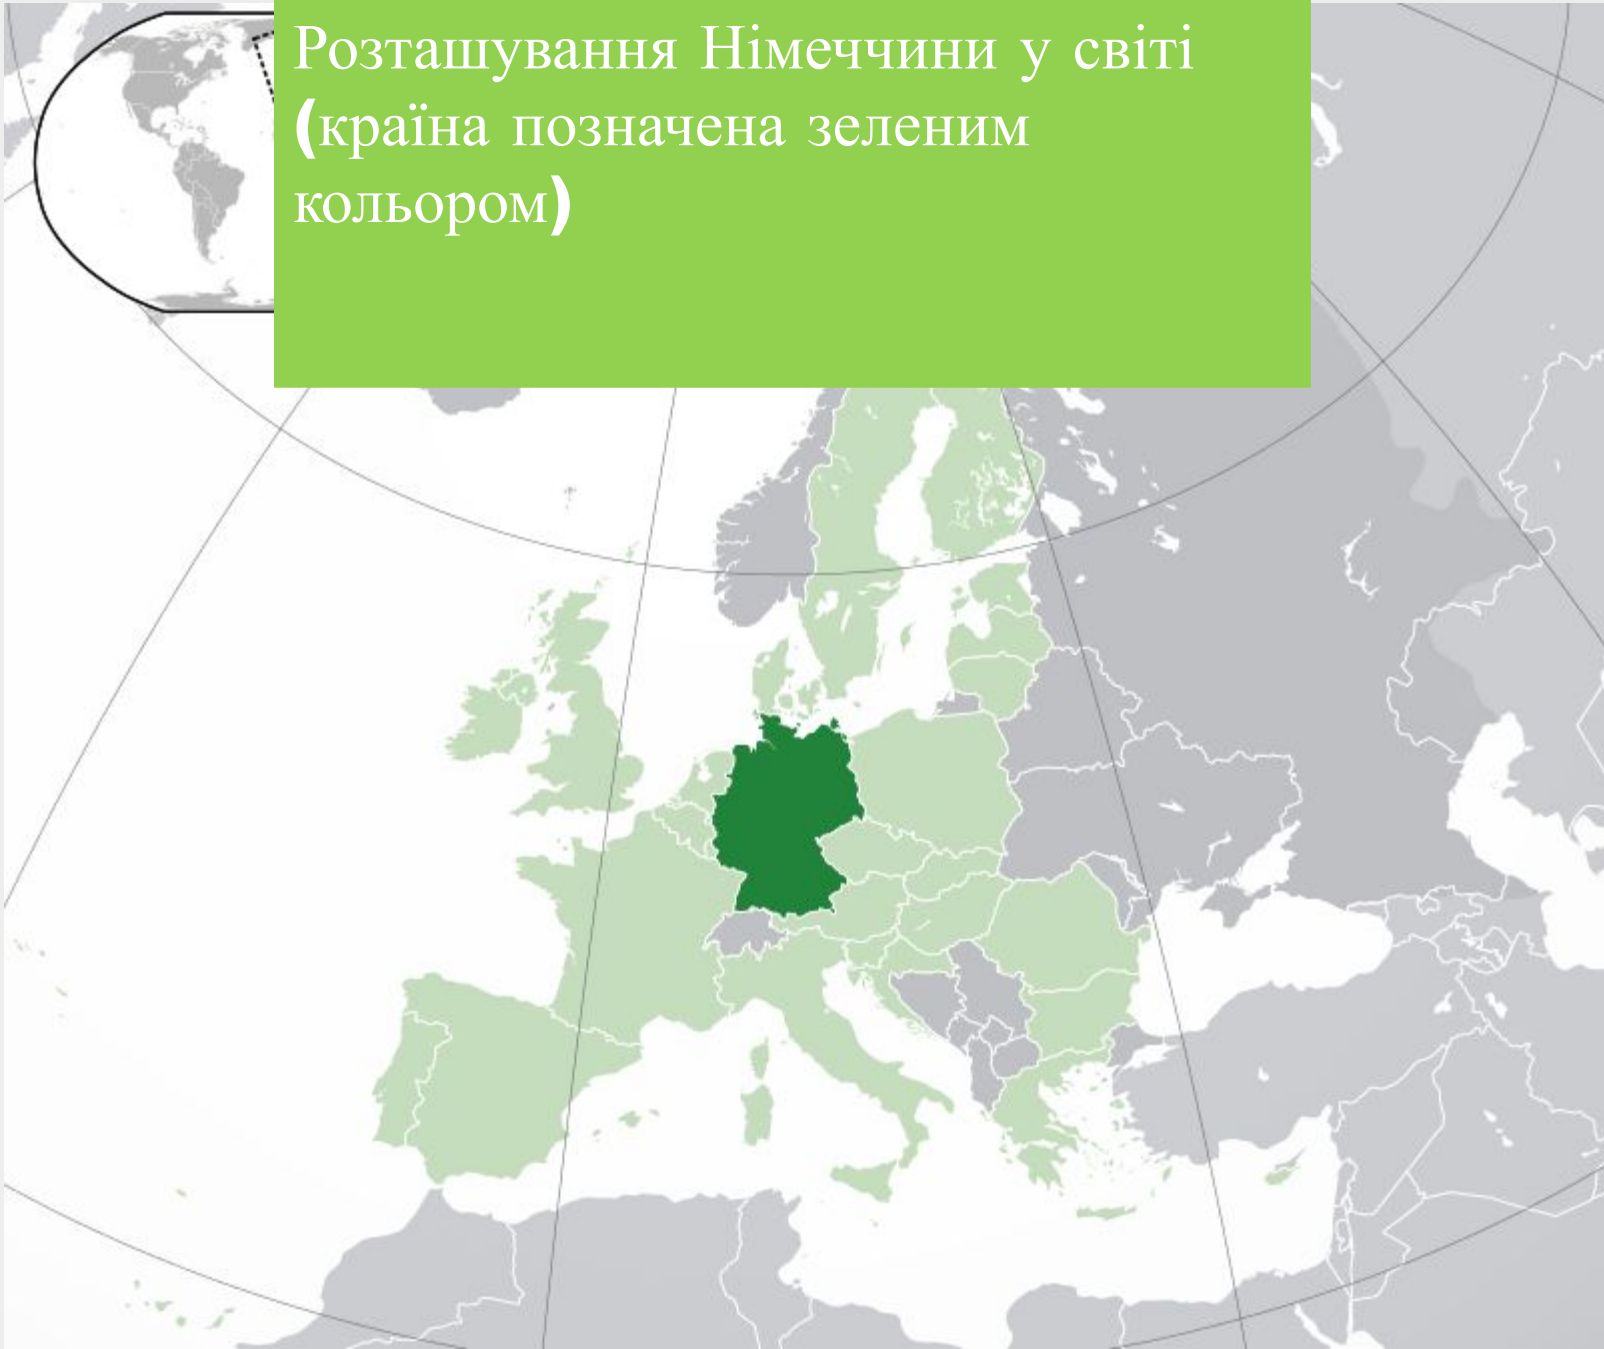 Розташування Німеччини у світі
(країна позначена зеленим
кольором)